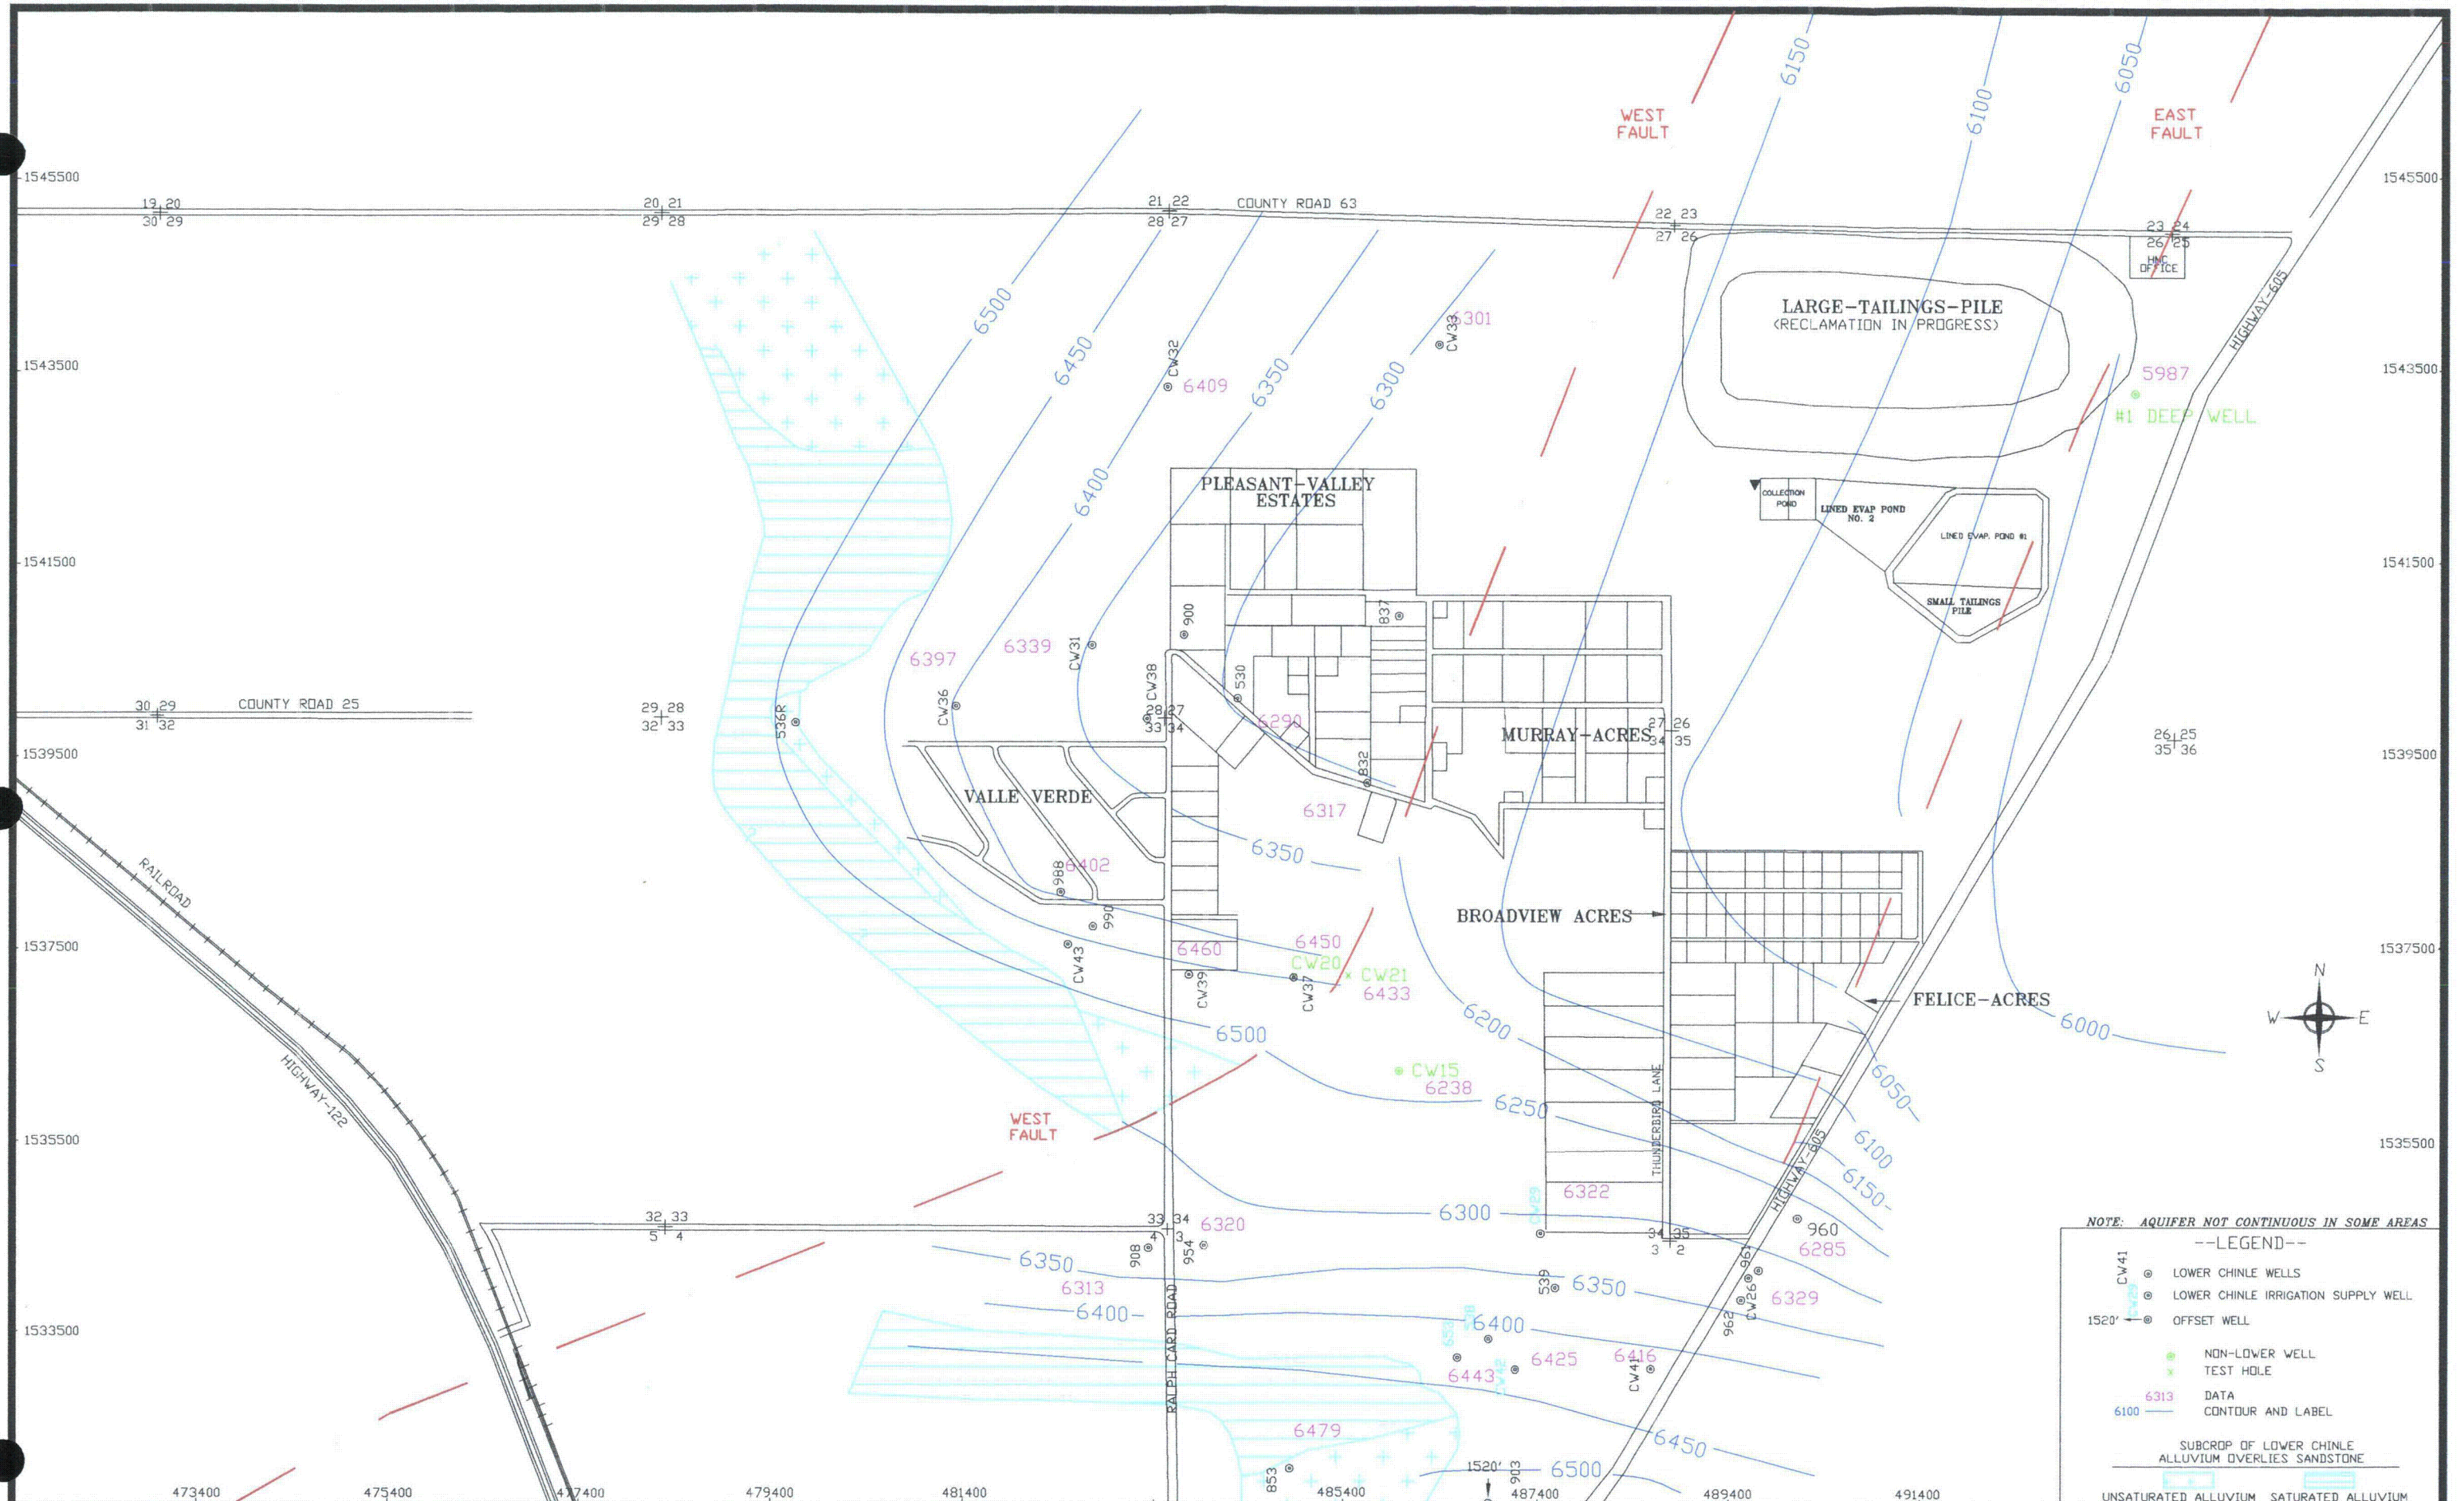 6150
6100
6050
WEST
FAULT
EAST
FAULT
1545500
1545500
19 20
30 29
20 21
29 28
21 22
28 27
COUNTY ROAD 63
22 23
27 26
23 24
26 25
HMC
OFFICE
HIGHWAY-605
6500
6450
6350
6300
6400
CW33
6301
CW32
6409
LARGE-TAILINGS-PILE
(RECLAMATION IN PROGRESS)
1543500
1543500
5987
#1 DEEP WELL
PLEASANT-VALLEY
ESTATES
COLLECTION
POND
LINED EVAP POND
NO. 2
LINED EVAP. POND #1
SMALL TAILINGS
PILE
1541500
1541500
900
837
6397
6339
CW31
CW36
CW38
530
6290
536R
30 29
31 32
COUNTY ROAD 25
29 28
32 33
28 27
33 34
27 26
34 35
26 25
35 36
MURRAY-ACRES
1539500
1539500
832
6317
VALLE VERDE
6350
6402
988
990
RAILROAD
BROADVIEW ACRES
1537500
1537500
6460
6450
CW20
CW21
6433
CW43
CW39
CW37
6500
6200
FELICE-ACRES
6000
N
W
E
S
HIGHWAY-122
CW15
6238
6250
6050
THUNDERBIRD LANE
WEST
FAULT
1535500
1535500
6100
6150
HIGHWAY-605
6322
CW29
6300
32 33
5 4
33 34
4 3
6320
34 35
3 2
960
6285
908
954
6350
6313
961
539
6350
CW26
6329
962
6400
RALPH CARD ROAD
1533500
538
6400
653
6443
CW42
6425
6416
CW41
6479
853
6450
1520'
903
6500
NOTE: AQUIFER NOT CONTINUOUS IN SOME AREAS
--LEGEND--
CW41
LOWER CHINLE WELLS
CW29
LOWER CHINLE IRRIGATION SUPPLY WELL
1520'
OFFSET WELL
NON-LOWER WELL
TEST HOLE
6313
DATA
6100
CONTOUR AND LABEL
SUBCROP OF LOWER CHINLE
ALLUVIUM OVERLIES SANDSTONE
UNSATURATED ALLUVIUM SATURATED ALLUVIUM
473400
475400
477400
479400
481400
485400
487400
489400
491400